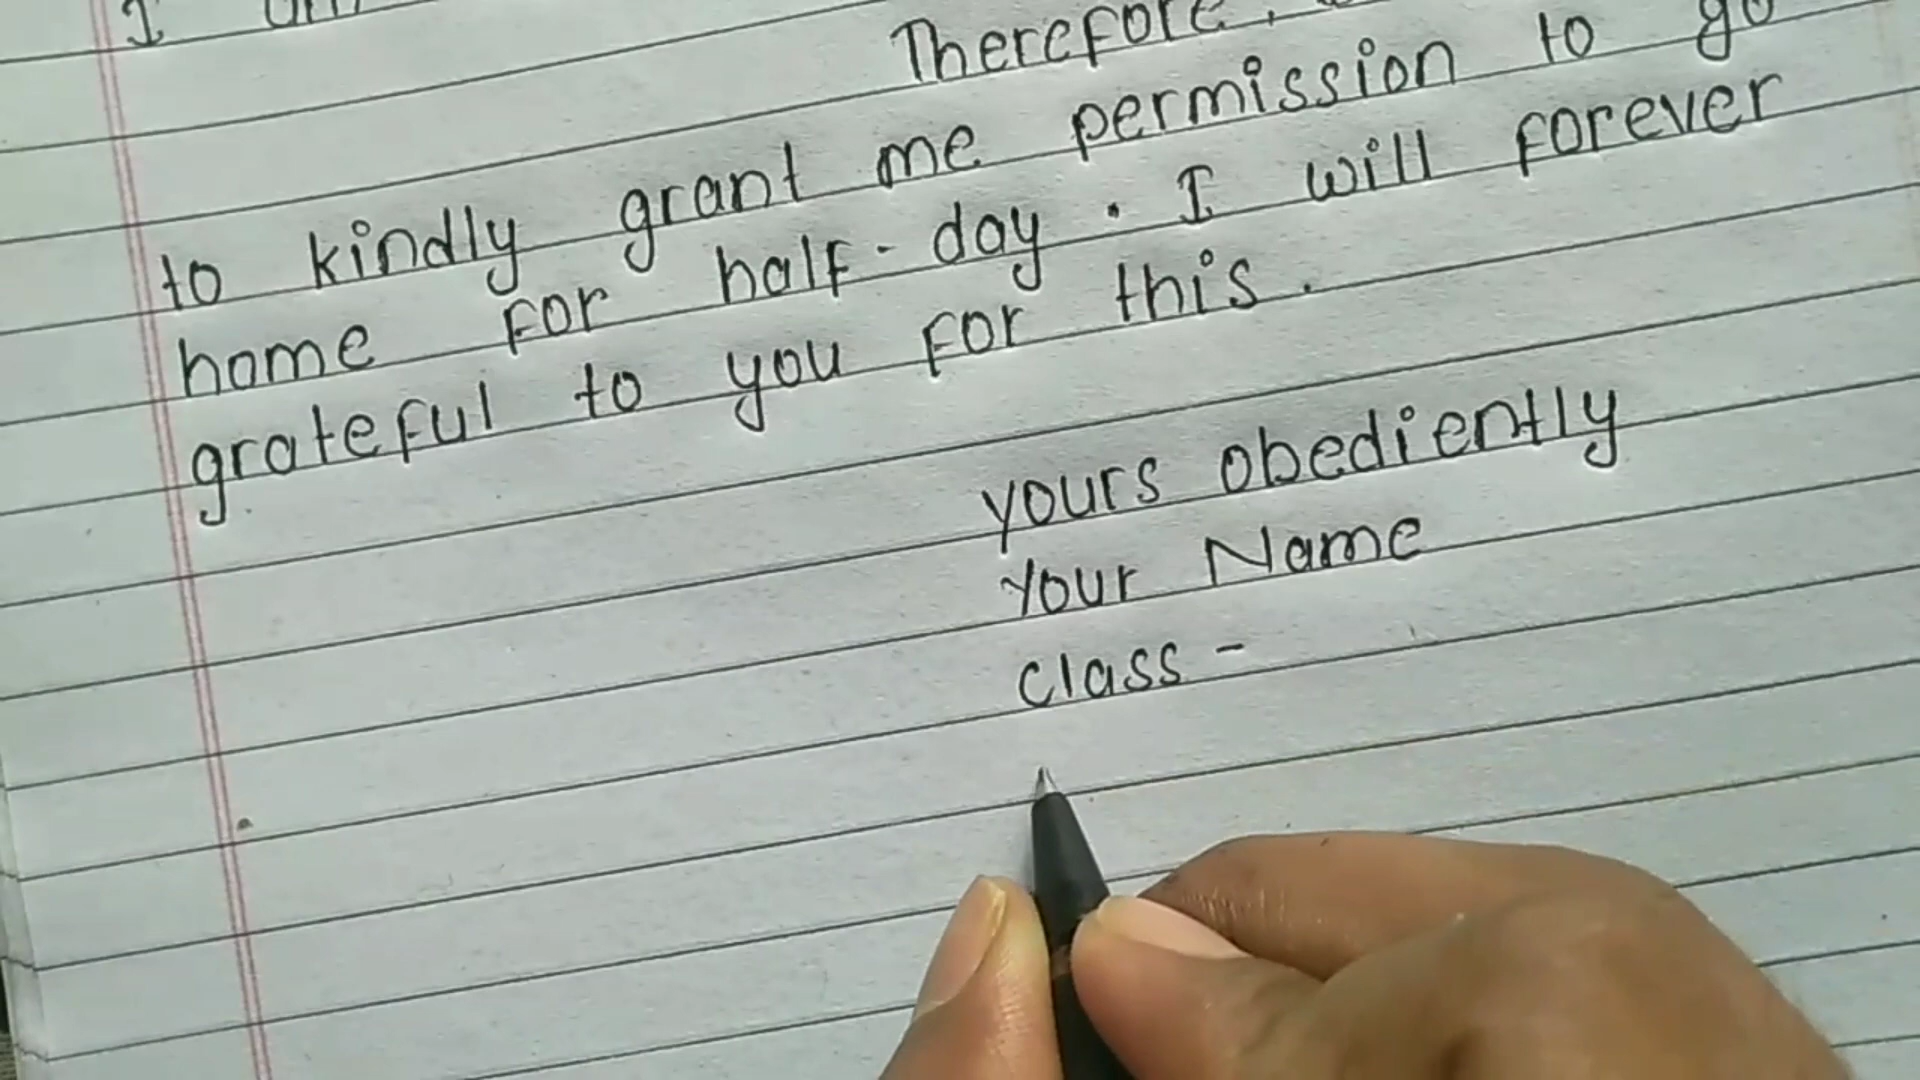 I
Therefore,
to kindly grant me permission to go
home for half-day. I will forever
grateful to you for this.
yours obediently
Your Name
class-